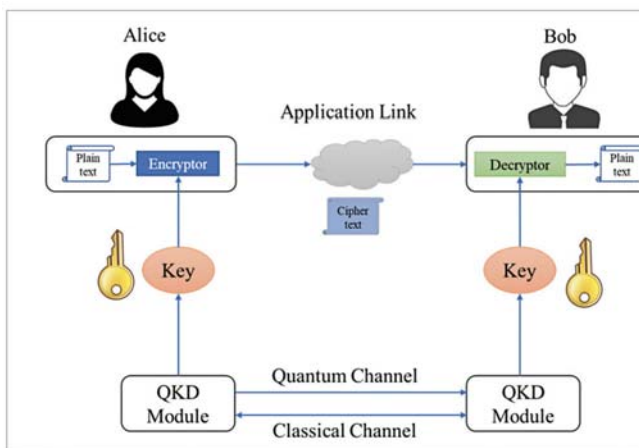 Alice
Bob
Application Link
Plain
text
Encryptor
Cipher
text
Decryptor
Plain
text
Key
Key
QKD
Module
Quantum Channel
Classical Channel
QKD
Module